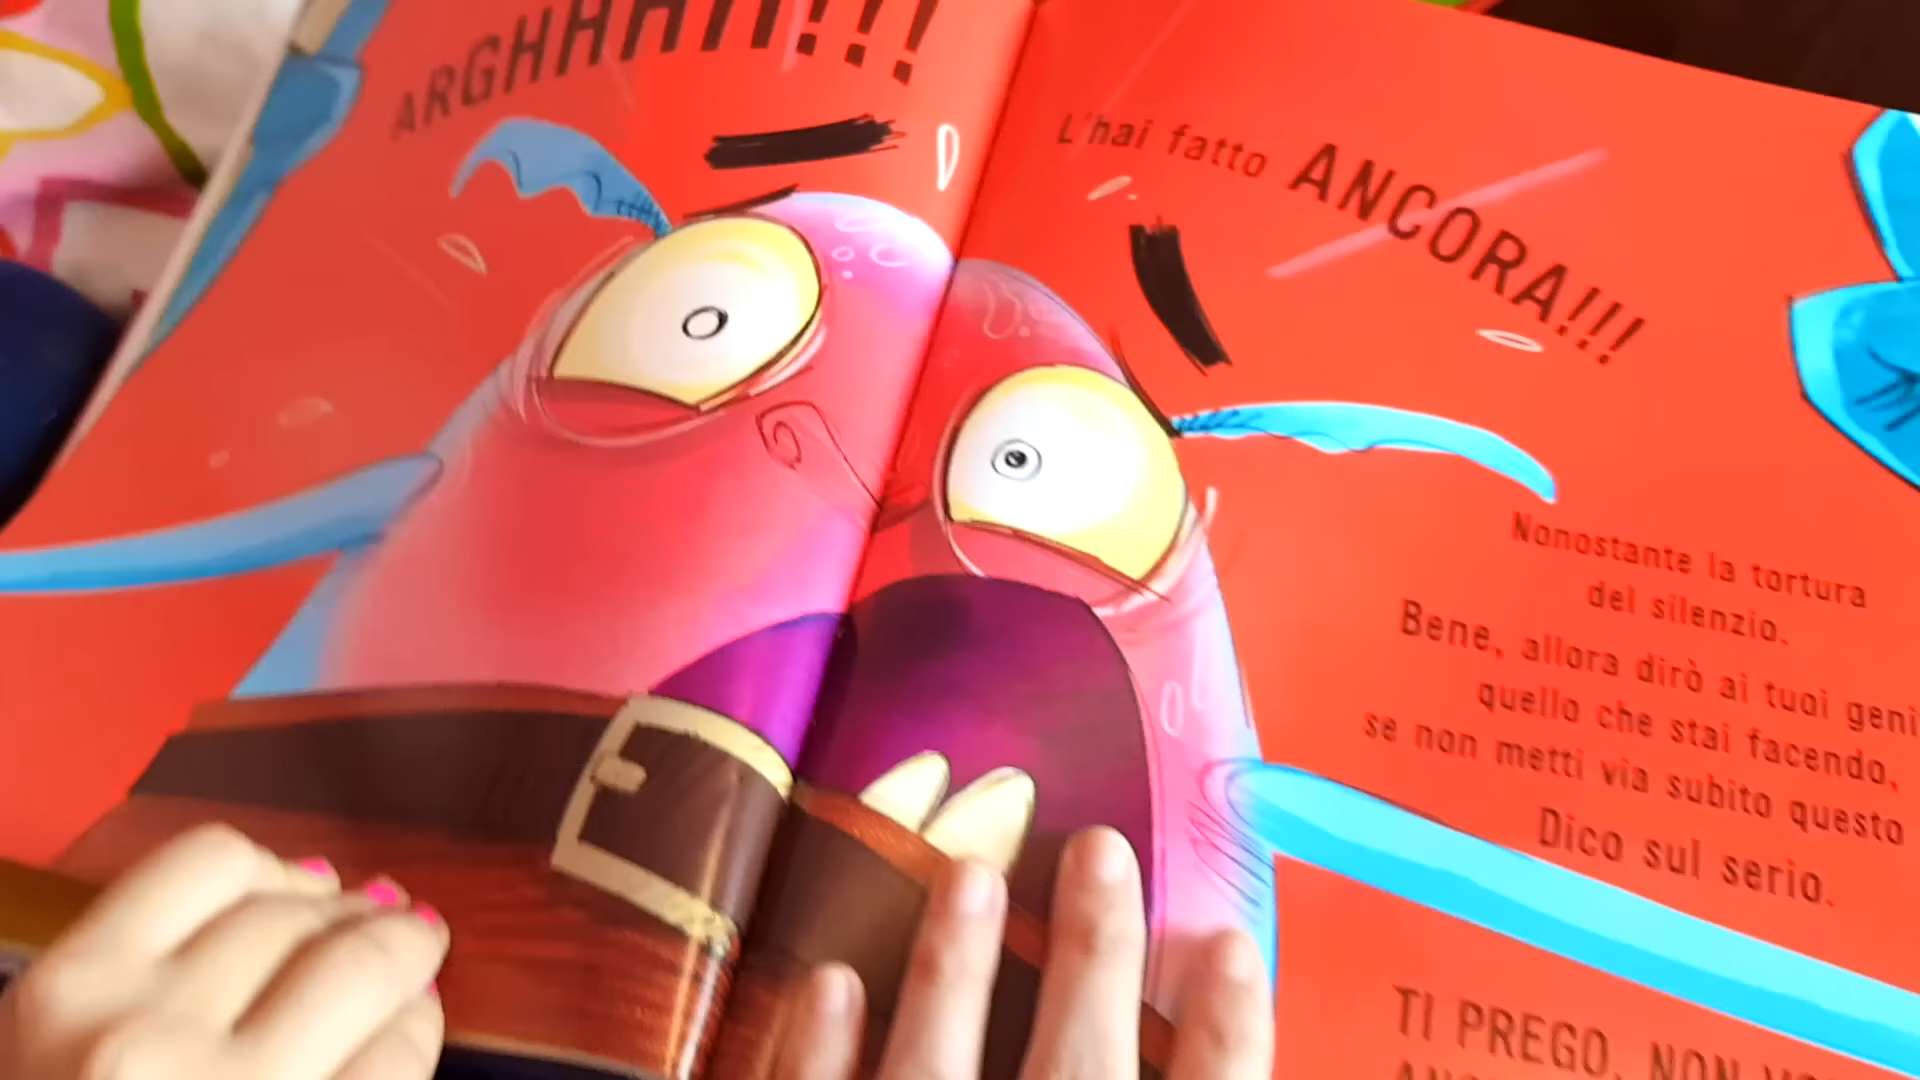 ARGHHHH!!!
L'hai fatto ANCORA!!!
Nonostante la tortura
del silenzio.
Bene, allora dirò ai tuoi geni
quello che stai facendo,
se non metti via subito questo
Dico sul serio.
TI PREGO, NON